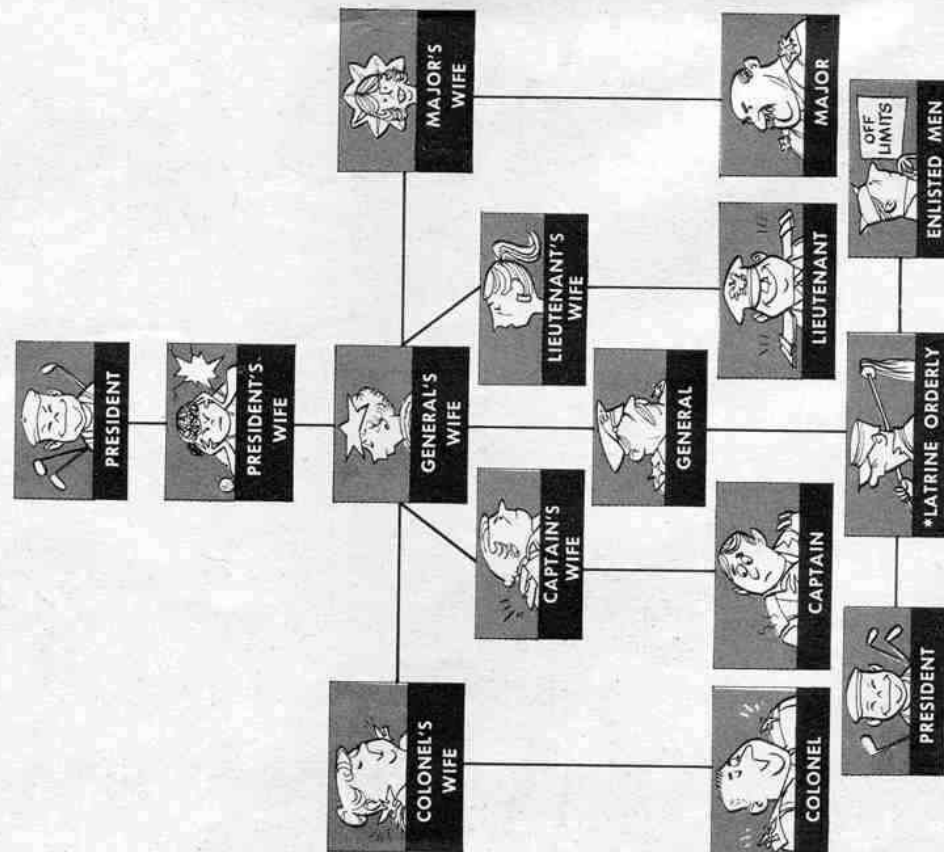 PRESIDENT
PRESIDENT'S
WIFE
GENERAL'S
WIFE
COLONEL'S
WIFE
MAJOR'S
WIFE
CAPTAIN'S
WIFE
LIEUTENANT'S
WIFE
GENERAL
COLONEL
CAPTAIN
LIEUTENANT
MAJOR
PRESIDENT
*LATRINE ORDERLY
OFF
LIMITS
ENLISTED MEN